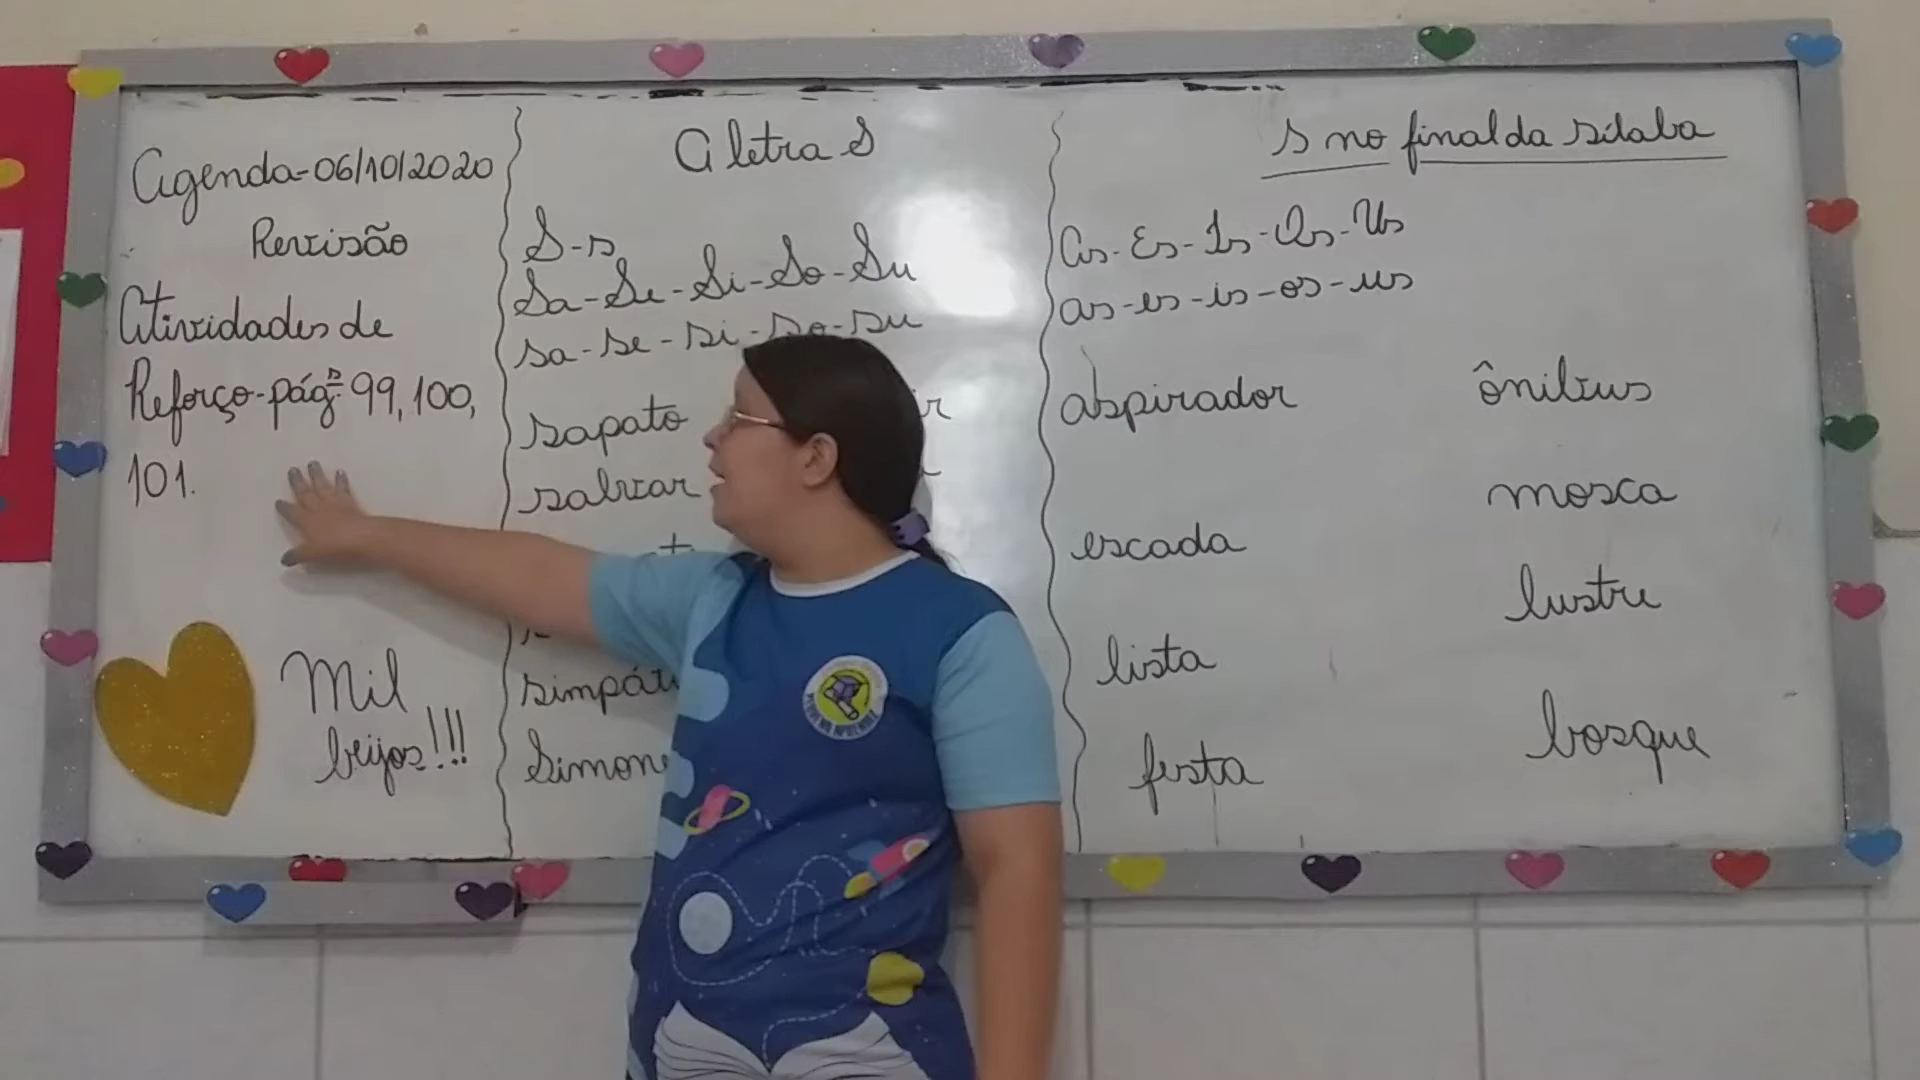 Agenda-06/10/2020
Revisão
Atividades de
Reforço-págs 99, 100,
101.
Mil
beijos!!!
A letra S
S-s
Sa-Se-Si-So-Su
sa-se-si-so-su
sapato
salvar
Simone
S no final da sílaba
As-Es-Is-Os-Us
as-es-is-os-us
aspirador
escada
lista
festa
ônibus
mosca
lustre
bosque